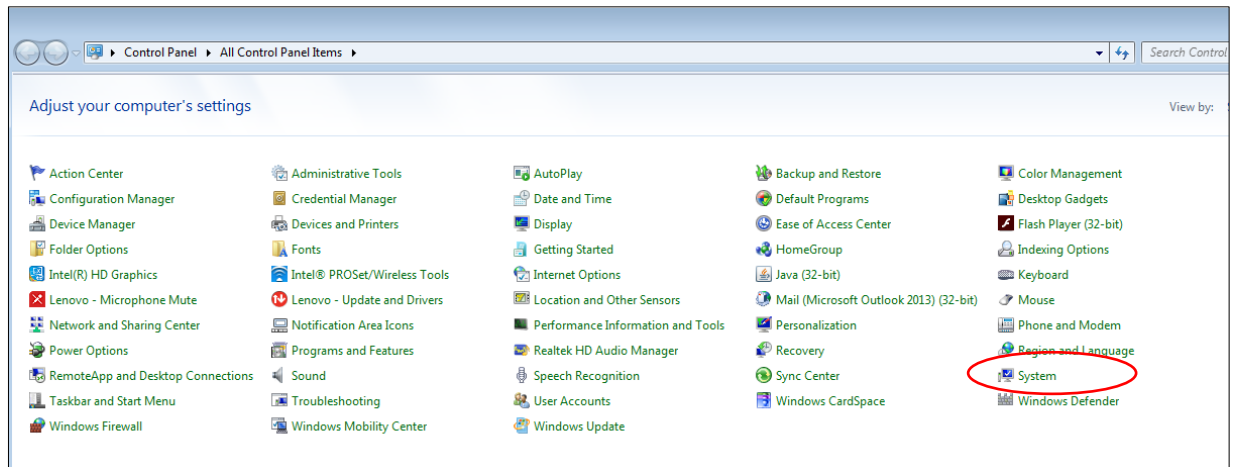 Control Panel All Control Panel Items Search Control
Adjust your computer's settings View by:
Action Center Administrative Tools AutoPlay Backup and Restore Color Management
Configuration Manager Credential Manager Date and Time Default Programs Desktop Gadgets
Device Manager Devices and Printers Display Ease of Access Center Flash Player (32-bit)
Folder Options Fonts Getting Started HomeGroup Indexing Options
Intel(R) HD Graphics Intel® PROSet/Wireless Tools Internet Options Java (32-bit) Keyboard
Lenovo - Microphone Mute Lenovo - Update and Drivers Location and Other Sensors Mail (Microsoft Outlook 2013) (32-bit) Mouse
Network and Sharing Center Notification Area Icons Performance Information and Tools Personalization Phone and Modem
Power Options Programs and Features Realtek HD Audio Manager Recovery Region and Language
RemoteApp and Desktop Connections Sound Speech Recognition Sync Center System
Taskbar and Start Menu Troubleshooting User Accounts Windows CardSpace Windows Defender
Windows Firewall Windows Mobility Center Windows Update